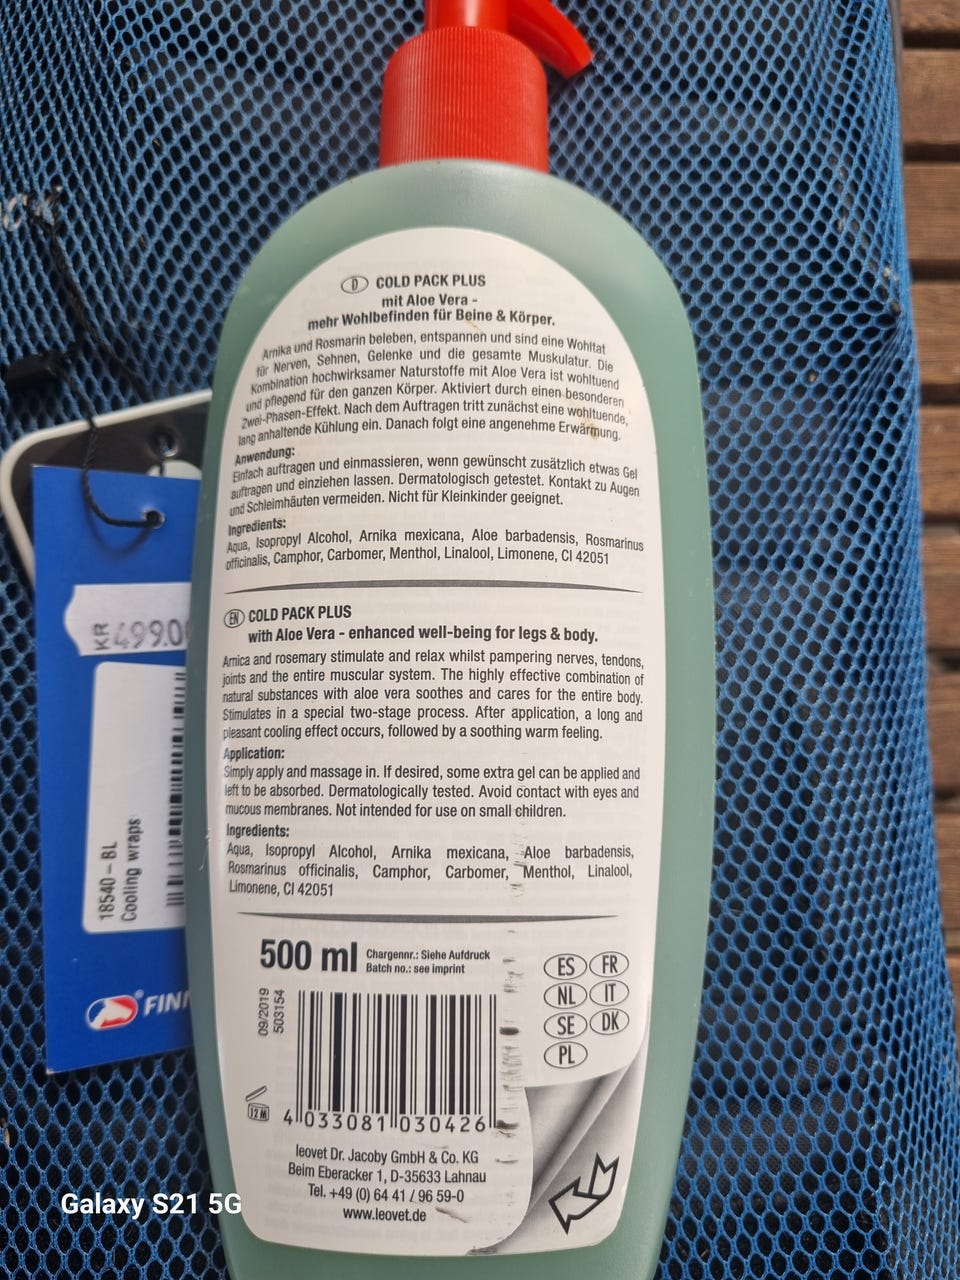 D COLD PACK PLUS
mit Aloe Vera -
mehr Wohlbefinden für Beine & Körper.
Arnika und Rosmarin beleben, entspannen und sind eine Wohltat
für Nerven, Sehnen, Gelenke und die gesamte Muskulatur. Die
Kombination hochwirksamer Naturstoffe mit Aloe Vera ist wohltuend
und pflegend für den ganzen Körper. Aktiviert durch einen besonderen
Zwei-Phasen-Effekt. Nach dem Auftragen tritt zunächst eine wohltuende,
lang anhaltende Kühlung ein. Danach folgt eine angenehme Erwärmung.
Anwendung:
Einfach auftragen und einmassieren, wenn gewünscht zusätzlich etwas Gel
auftragen und einziehen lassen. Dermatologisch getestet. Kontakt zu Augen
und Schleimhäuten vermeiden. Nicht für Kleinkinder geeignet.
Ingredients:
Aqua, Isopropyl Alcohol, Arnika mexicana, Aloe barbadensis, Rosmarinus
officinalis, Camphor, Carbomer, Menthol, Linalool, Limonene, CI 42051
EN COLD PACK PLUS
with Aloe Vera - enhanced well-being for legs & body.
Arnica and rosemary stimulate and relax whilst pampering nerves, tendons,
joints and the entire muscular system. The highly effective combination of
natural substances with aloe vera soothes and cares for the entire body.
Stimulates in a special two-stage process. After application, a long and
pleasant cooling effect occurs, followed by a soothing warm feeling.
Application:
Simply apply and massage in. If desired, some extra gel can be applied and
left to be absorbed. Dermatologically tested. Avoid contact with eyes and
mucous membranes. Not intended for use on small children.
Ingredients:
Aqua, Isopropyl Alcohol, Arnika mexicana, Aloe barbadensis,
Rosmarinus officinalis, Camphor, Carbomer, Menthol, Linalool,
Limonene, CI 42051
500 ml
Chargennr.: Siehe Aufdruck
Batch no.: see imprint
ES FR
NL IT
SE DK
PL
09/2019
503154
12 M
4 033081 030426
leovet Dr. Jacoby GmbH & Co. KG
Beim Eberacker 1, D-35633 Lahnau
Tel. +49 (0) 64 41 / 96 59-0
www.leovet.de
KR 499.0
18540 – BL
Cooling wraps
Galaxy S21 5G